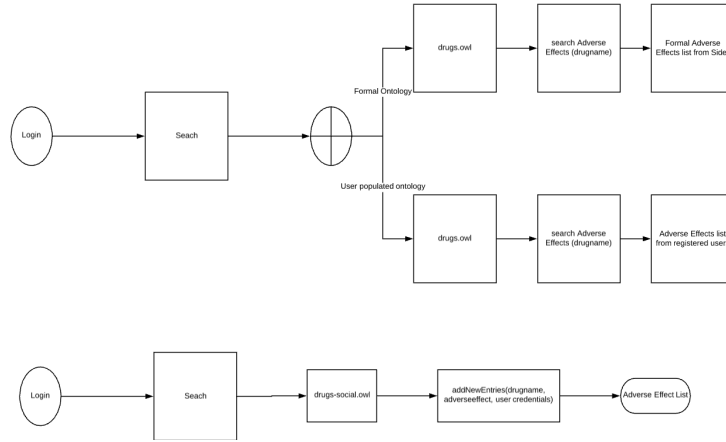 drugs.owl
search Adverse
Effects (drugname)
Formal Adverse
Effects list from Side
Formal Ontology
Login
Seach
User populated ontology
drugs.owl
search Adverse
Effects (drugname)
Adverse Effects list
from registered user
Login
Seach
drugs-social.owl
addNewEntries(drugname,
adverseeffect, user credentials)
Adverse Effect List